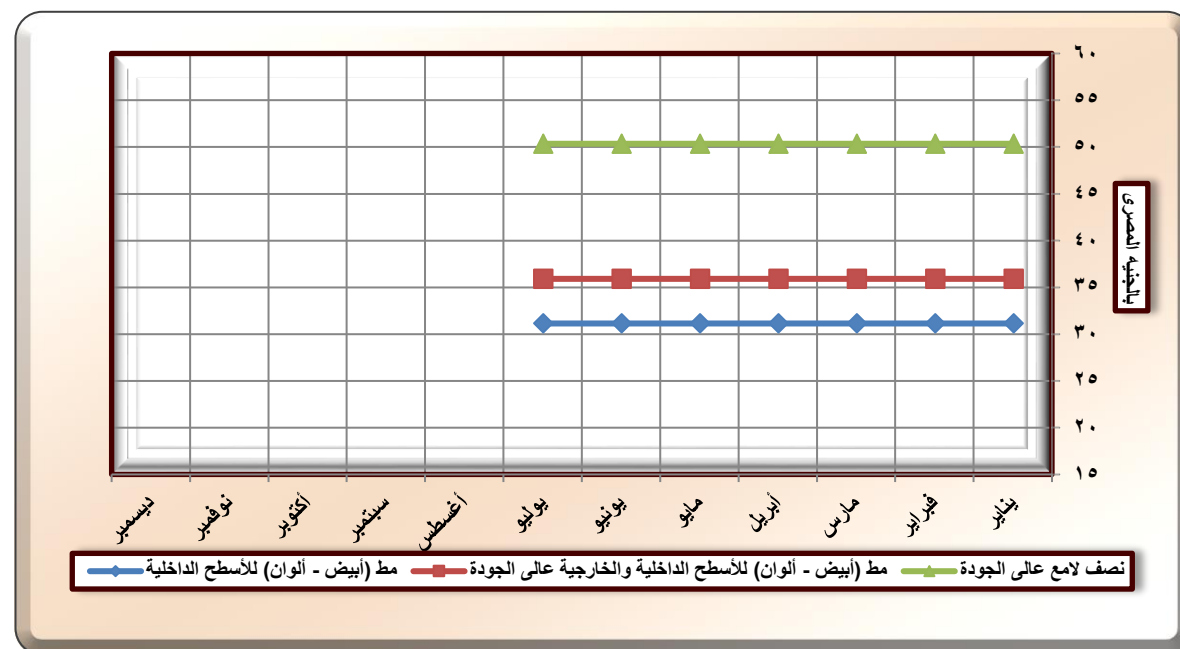 ٦٠
٥٥
٥٠
٤٥
٤٠
٣٥
٣٠
٢٥
٢٠
١٥
بالجنيه المصرى
يناير
فبراير
مارس
أبريل
مايو
يونيو
يوليو
أغسطس
سبتمبر
أكتوبر
نوفمبر
ديسمبر
نصف لامع عالى الجودة
مط (أبيض - ألوان) للأسطح الداخلية والخارجية عالى الجودة
مط (أبيض - ألوان) للأسطح الداخلية